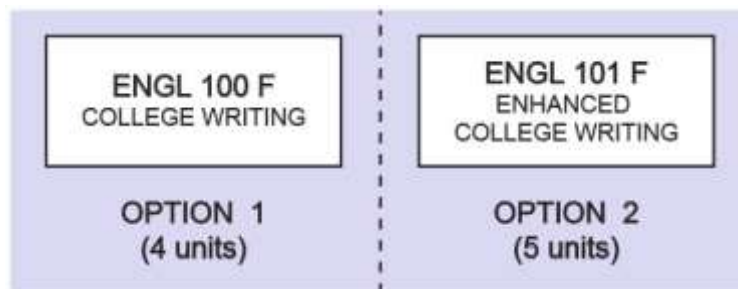 ENGL 100 F
COLLEGE WRITING
OPTION 1
(4 units)
ENGL 101 F
ENHANCED
COLLEGE WRITING
OPTION 2
(5 units)